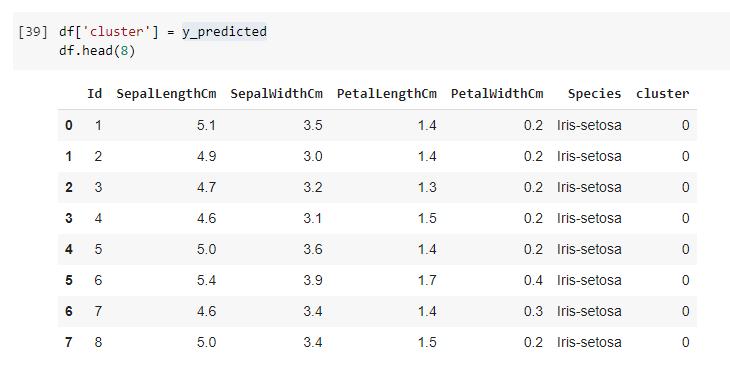 [39] df['cluster'] = y_predicted
df.head(8)
Id SepalLengthCm SepalWidthCm PetalLengthCm PetalWidthCm Species cluster
0 1 5.1 3.5 1.4 0.2 Iris-setosa 0
1 2 4.9 3.0 1.4 0.2 Iris-setosa 0
2 3 4.7 3.2 1.3 0.2 Iris-setosa 0
3 4 4.6 3.1 1.5 0.2 Iris-setosa 0
4 5 5.0 3.6 1.4 0.2 Iris-setosa 0
5 6 5.4 3.9 1.7 0.4 Iris-setosa 0
6 7 4.6 3.4 1.4 0.3 Iris-setosa 0
7 8 5.0 3.4 1.5 0.2 Iris-setosa 0